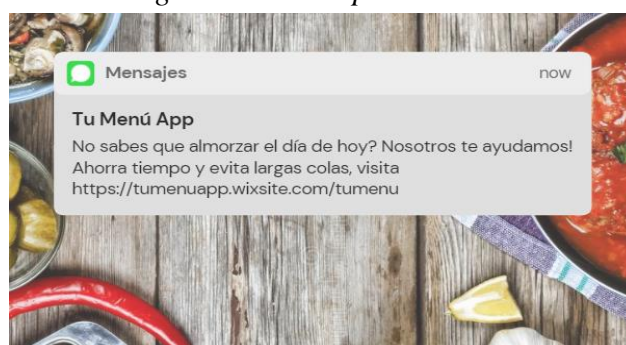 Mensajes now
Tu Menú App
No sabes que almorzar el día de hoy? Nosotros te ayudamos!
Ahorra tiempo y evita largas colas, visita
https://tumenuapp.wixsite.com/tumenu